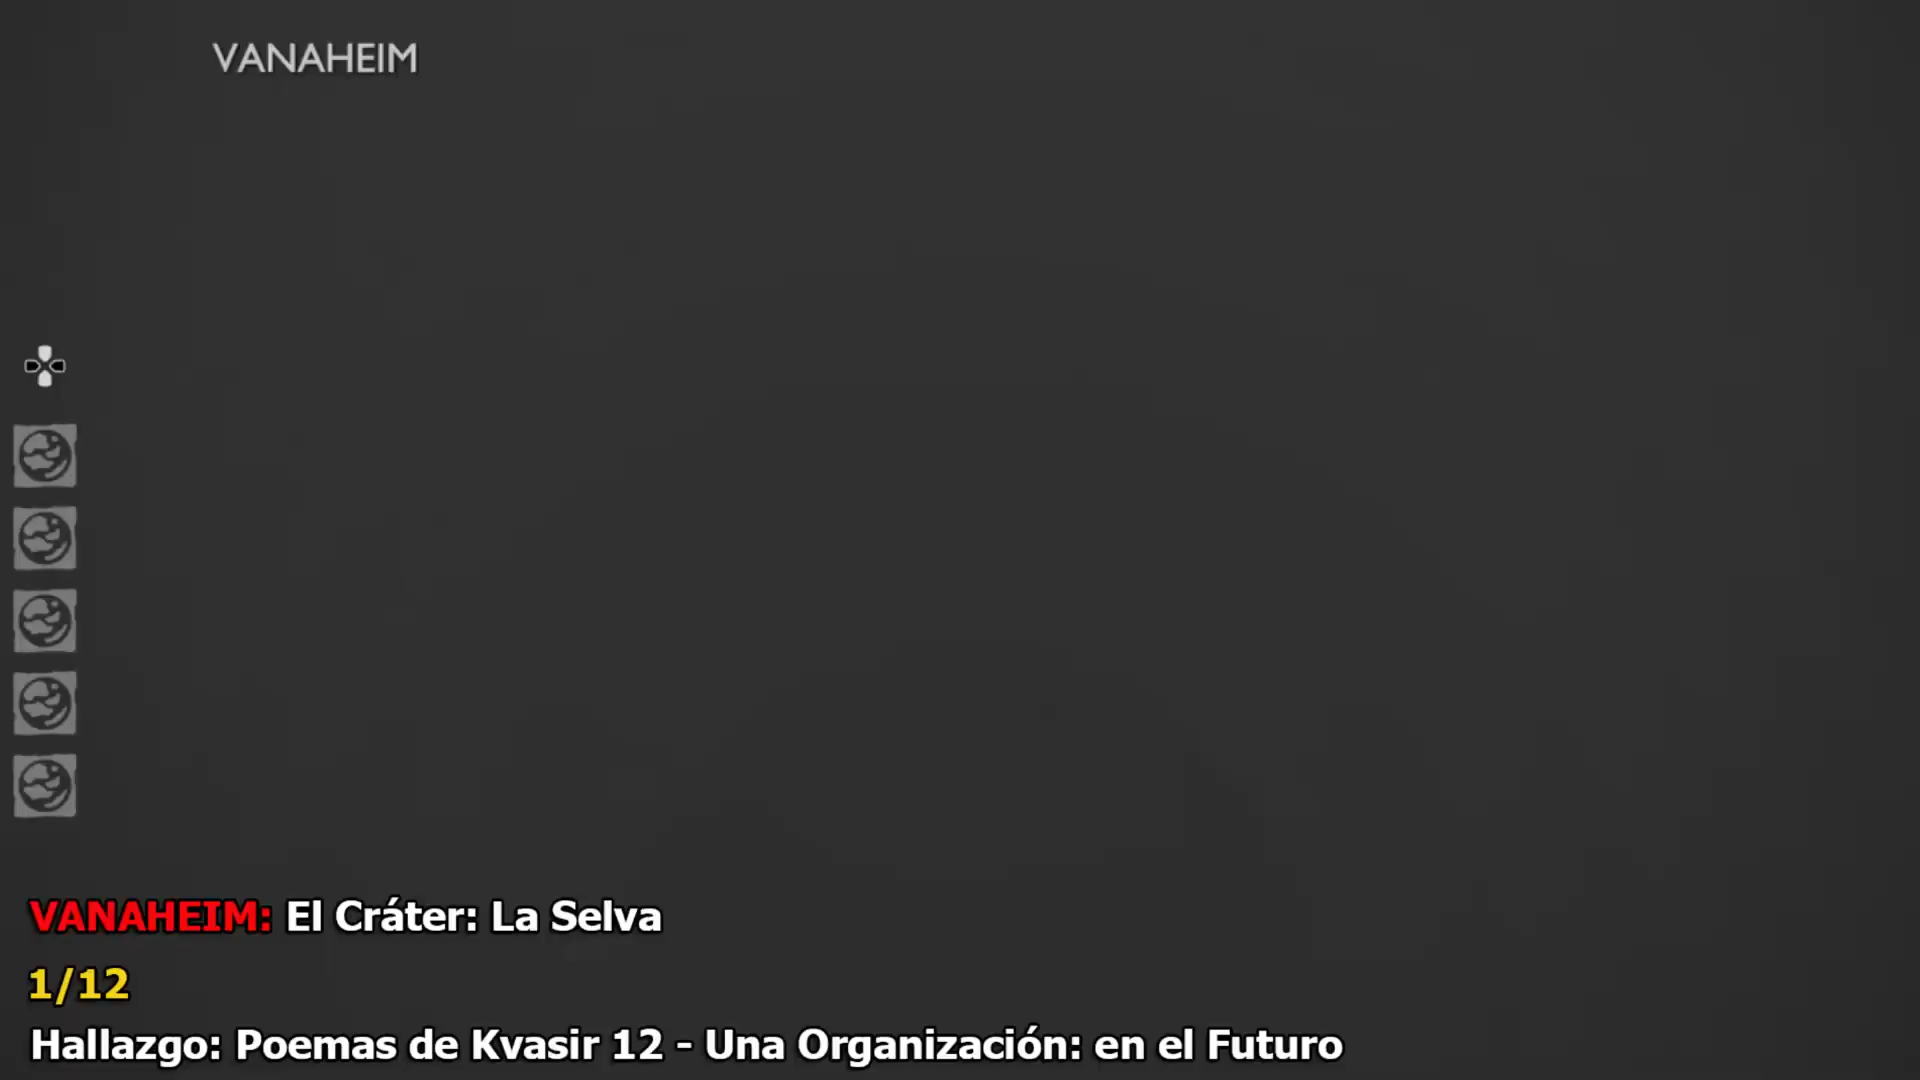 VANAHEIM
VANAHEIM: El Cráter: La Selva
1/12
Hallazgo: Poemas de Kvasir 12 - Una Organización: en el Futuro